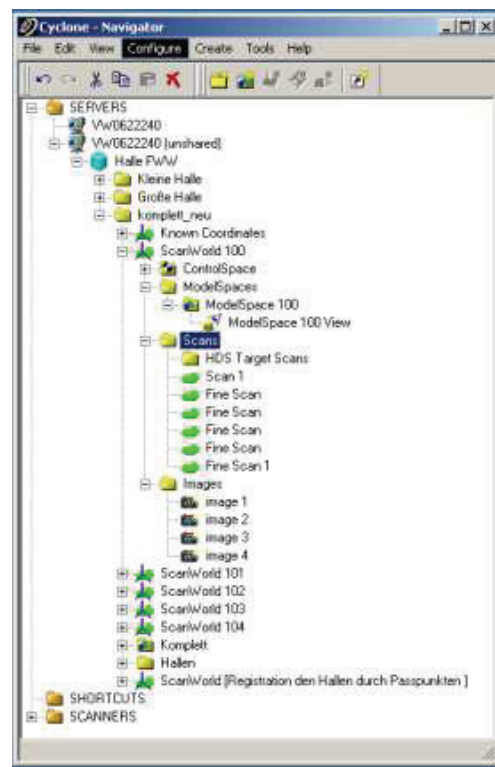 Cyclone - Navigator
File Edit View Configure Create Tools Help
SERVERS
VW0622240
VW0622240 (unshared)
Halle FWW
Kleine Halle
Große Halle
komplett_neu
Known Coordinates
ScanWorld 100
ControlSpace
ModelSpaces
ModelSpace 100
ModelSpace 100 View
Scans
HDS Target Scans
Scan 1
Fine Scan
Fine Scan
Fine Scan
Fine Scan
Fine Scan 1
Images
image 1
image 2
image 3
image 4
ScanWorld 101
ScanWorld 102
ScanWorld 103
ScanWorld 104
Komplett
Hallen
ScanWorld [Registration den Hallen durch Passpunkten ]
SHORTCUTS
SCANNERS